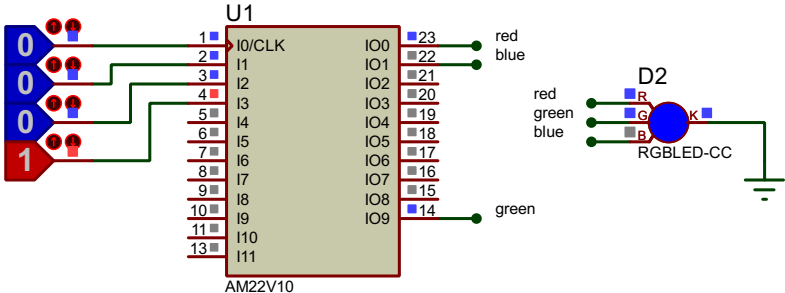 U1
0
0
0
1
1 I0/CLK IO0 23 red
2 I1 IO1 22 blue
3 I2 IO2 21
4 I3 IO3 20
5 I4 IO4 19
6 I5 IO5 18
7 I6 IO6 17
8 I7 IO7 16
9 I8 IO8 15
10 I9 IO9 14 green
11 I10
13 I11
AM22V10
D2
red R
green G K
blue B
RGBLED-CC